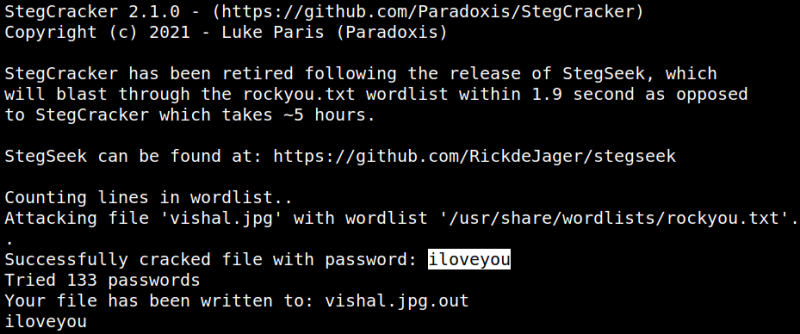 StegCracker 2.1.0 - (https://github.com/Paradoxis/StegCracker)
Copyright (c) 2021 - Luke Paris (Paradoxis)
StegCracker has been retired following the release of StegSeek, which
will blast through the rockyou.txt wordlist within 1.9 second as opposed
to StegCracker which takes ~5 hours.
StegSeek can be found at: https://github.com/RickdeJager/stegseek
Counting lines in wordlist..
Attacking file 'vishal.jpg' with wordlist '/usr/share/wordlists/rockyou.txt'.
.
Successfully cracked file with password: iloveyou
Tried 133 passwords
Your file has been written to: vishal.jpg.out
iloveyou